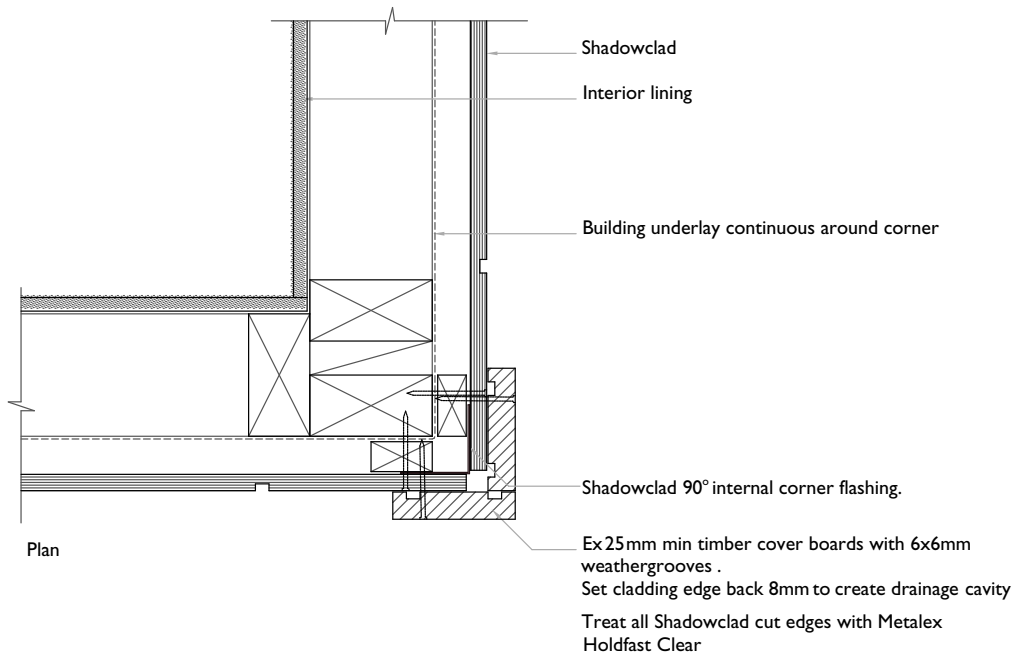 Shadowclad
Interior lining
Building underlay continuous around corner
Shadowclad 90° internal corner flashing.
Plan
Ex 25mm min timber cover boards with 6x6mm
weathergrooves .
Set cladding edge back 8mm to create drainage cavity
Treat all Shadowclad cut edges with Metalex
Holdfast Clear